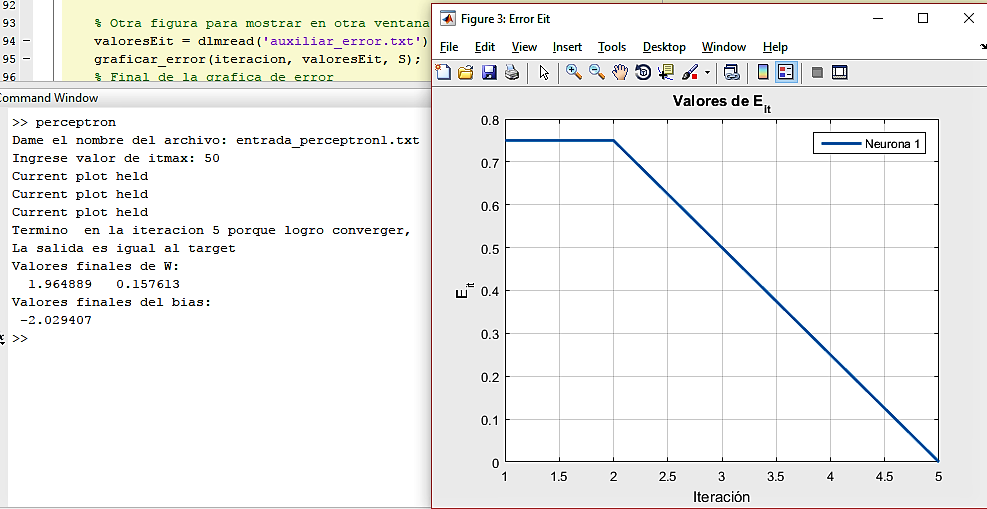 92
93 % Otra figura para mostrar en otra ventana
94 – valoresEit = dlmread('auxiliar_error.txt')
95 – graficar_error(iteracion, valoresEit, S);
96 % Final de la grafica de error
Command Window
>> perceptron
Dame el nombre del archivo: entrada_perceptron1.txt
Ingrese valor de itmax: 50
Current plot held
Current plot held
Current plot held
Termino  en la iteracion 5 porque logro converger,
La salida es igual al target
Valores finales de W:
1.964889 0.157613
Valores finales del bias:
-2.029407
>>
Figure 3: Error Eit
File Edit View Insert Tools Desktop Window Help
Valores de Eit
Neurona 1
0.8
0.7
0.6
0.5
0.4
0.3
0.2
0.1
0
Eit
1 1.5 2 2.5 3 3.5 4 4.5 5
Iteración